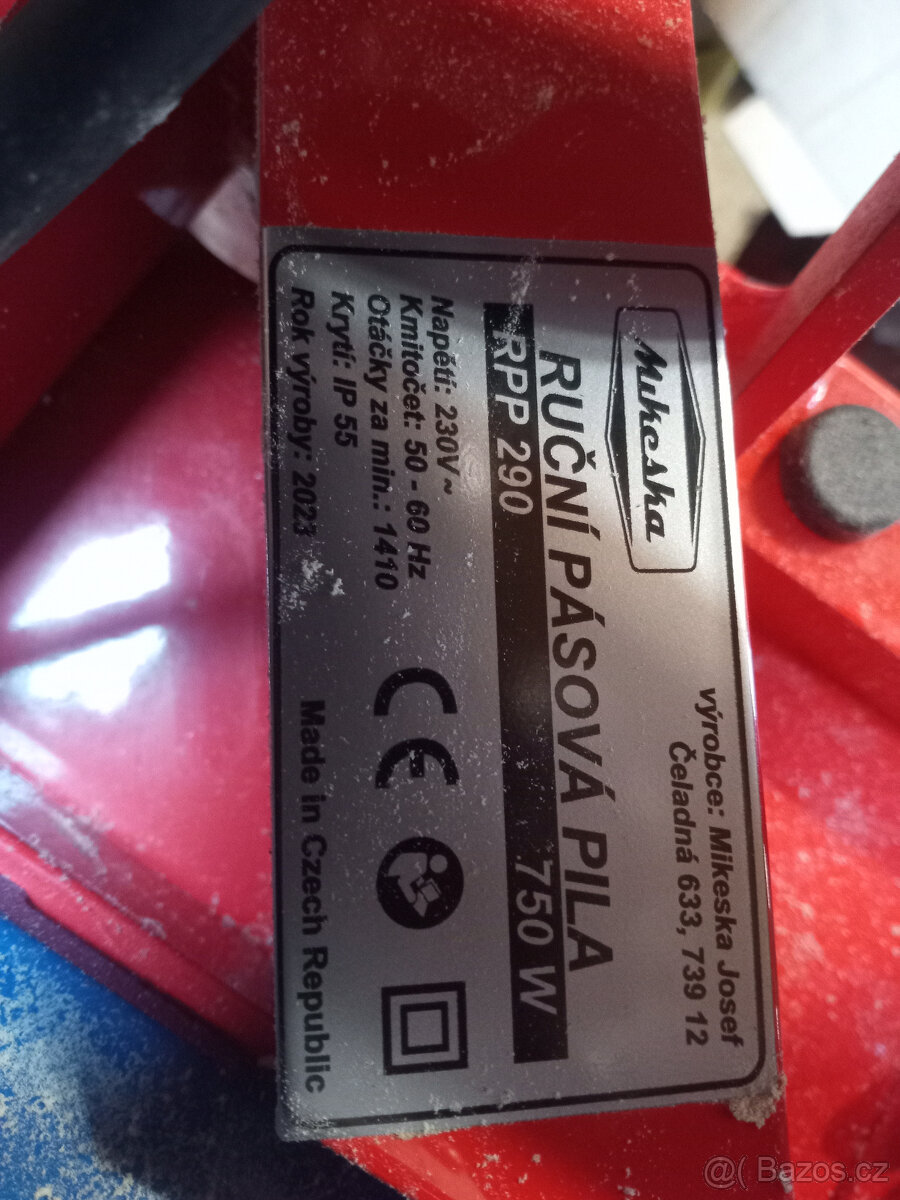 Mikeska
výrobce: Mikeska Josef
Čeladná 633, 739 12
RUČNÍ PÁSOVÁ PILA
RPP 290 750 W
Napětí: 230V~
Kmitočet: 50 - 60 Hz
Otáčky za min.: 1410
Krytí: IP 55
Rok výroby: 2023
CE
Made in Czech Republic
@( Bazos.cz